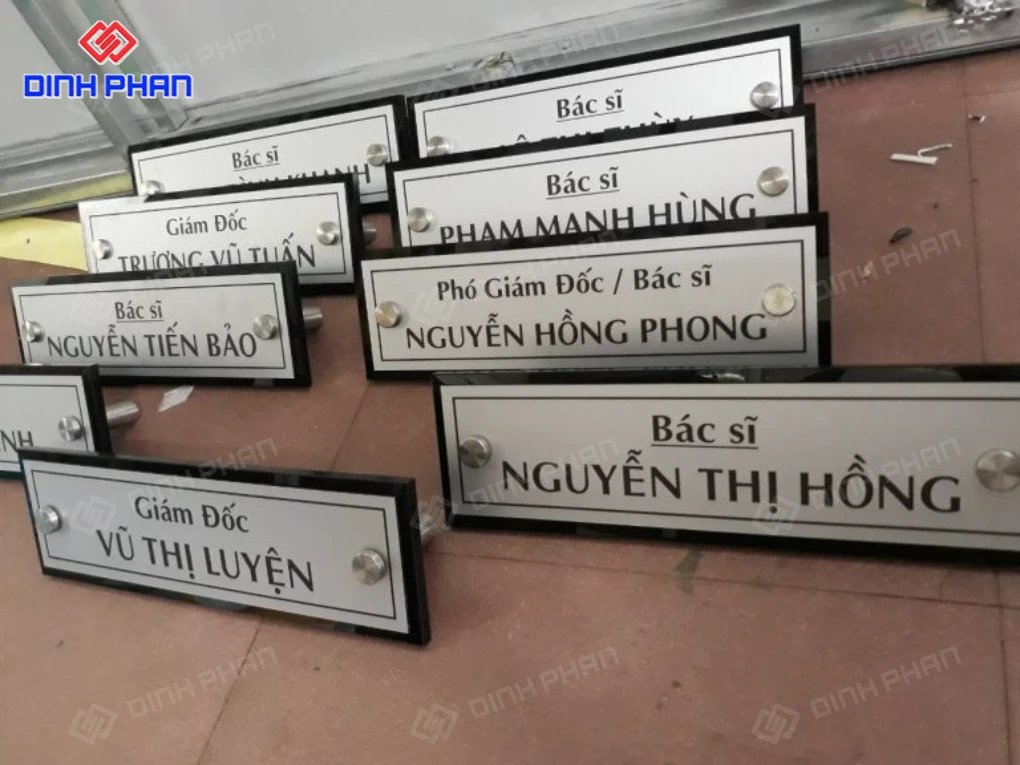 DINH PHAN
Bác sĩ
KHANH
Bác sĩ
Giám Đốc
TRƯƠNG VŨ TUẤN
Bác sĩ
PHẠM MẠNH HÙNG
Bác sĩ
NGUYỄN TIẾN BẢO
Phó Giám Đốc / Bác sĩ
NGUYỄN HỒNG PHONG
Bác sĩ
NGUYỄN THỊ HỒNG
Giám Đốc
VŨ THỊ LUYỆN